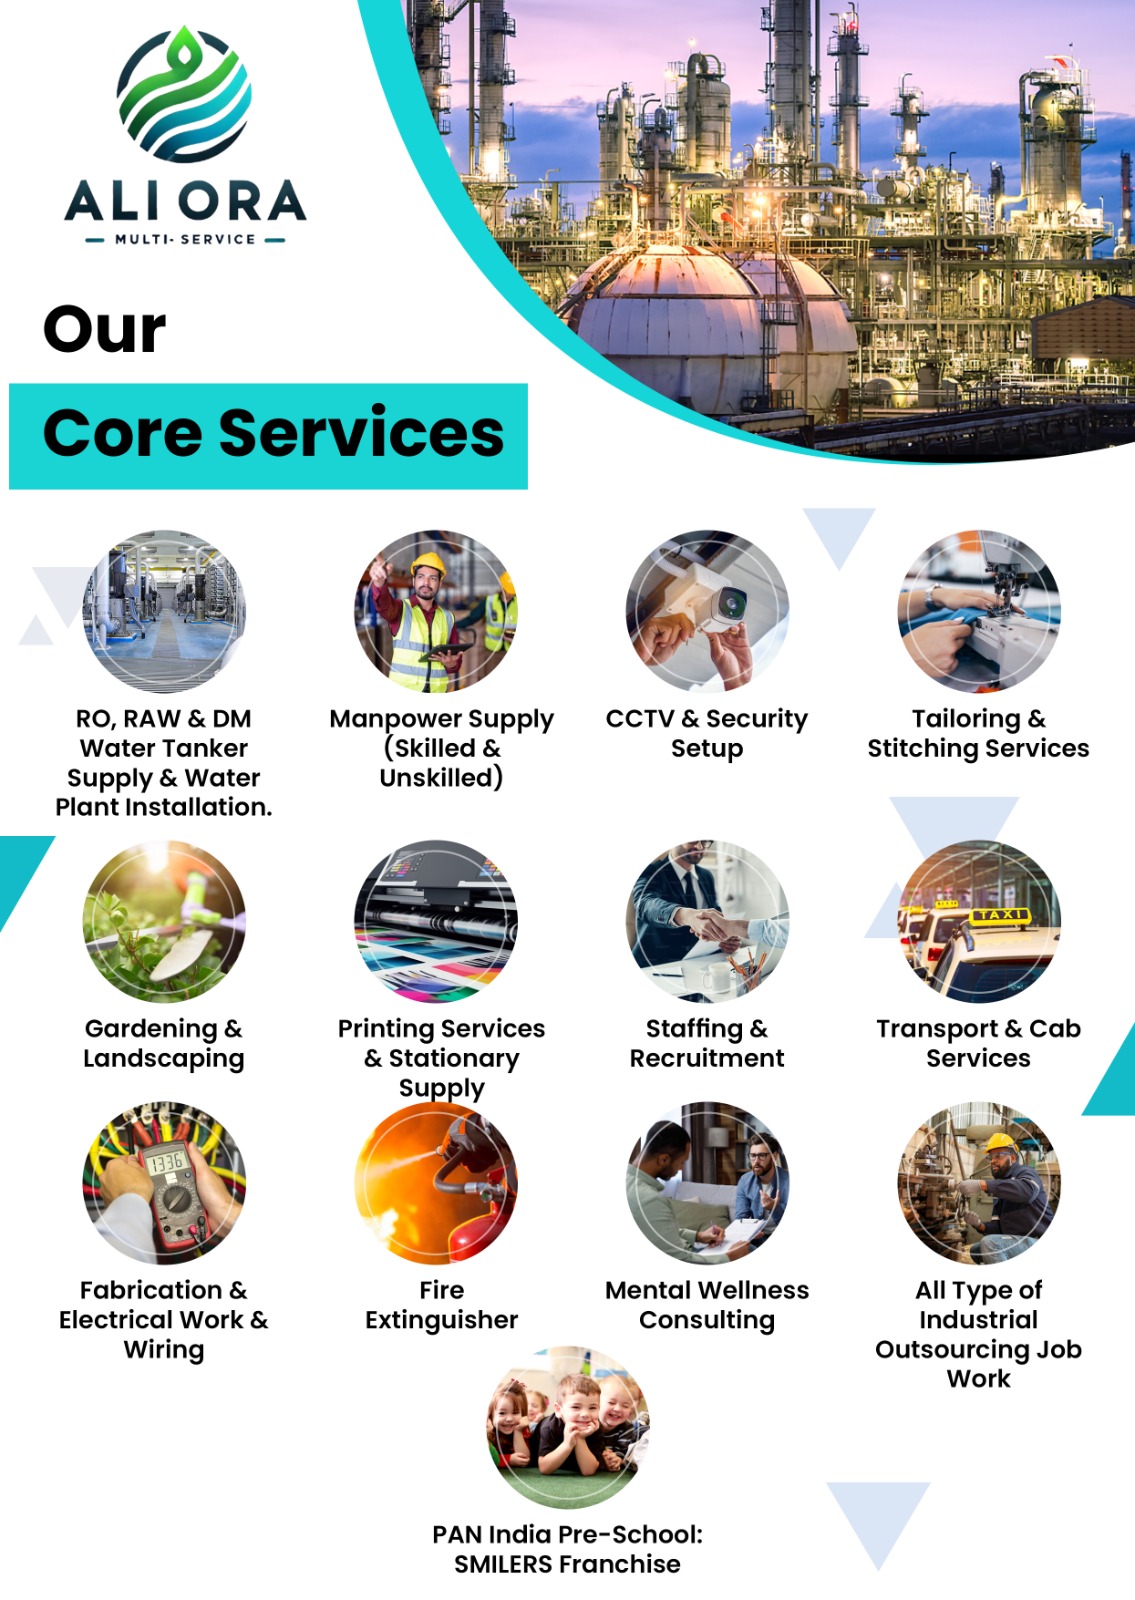 ALI ORA
MULTI- SERVICE
Our
Core Services
RO, RAW & DM
Water Tanker
Supply & Water
Plant Installation.
Manpower Supply
(Skilled &
Unskilled)
CCTV & Security
Setup
Tailoring &
Stitching Services
Gardening &
Landscaping
Printing Services
& Stationary
Supply
Staffing &
Recruitment
TAXI
Transport & Cab
Services
1336
Fabrication &
Electrical Work &
Wiring
Fire
Extinguisher
Mental Wellness
Consulting
All Type of
Industrial
Outsourcing Job
Work
PAN India Pre-School:
SMILERS Franchise